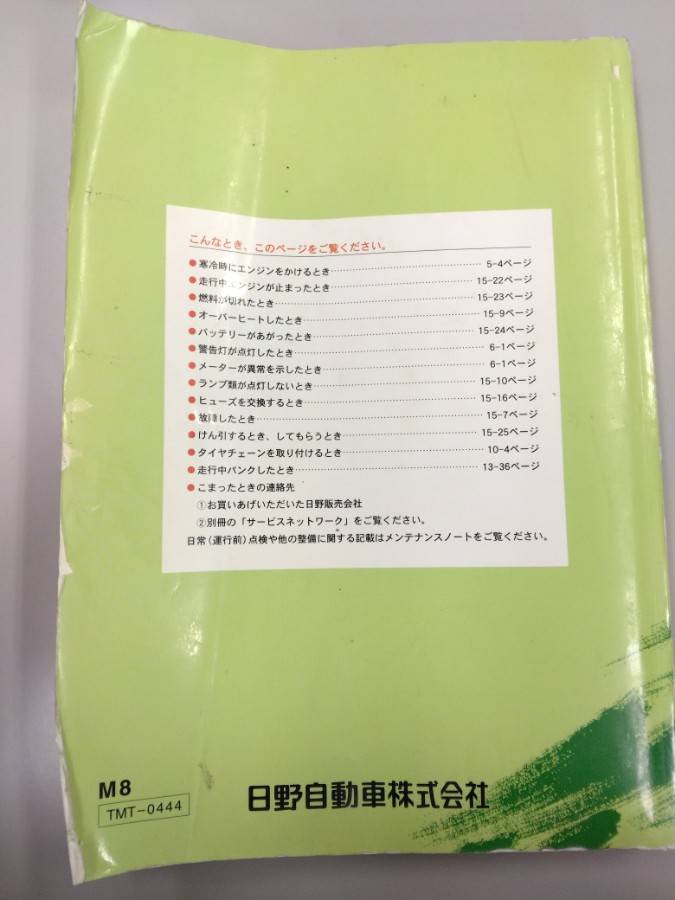 こんなとき、このページをご覧ください。
●寒冷時にエンジンをかけるとき…………5-4ページ
●走行中エンジンが止まったとき…………15-22ページ
●燃料が切れたとき…………15-23ページ
●オーバーヒートしたとき…………15-9ページ
●バッテリーがあがったとき…………15-24ページ
●警告灯が点灯したとき…………6-1ページ
●メーターが異常を示したとき…………6-1ページ
●ランプ類が点灯しないとき…………15-10ページ
●ヒューズを交換するとき…………15-16ページ
●故障したとき…………15-7ページ
●けん引するとき、してもらうとき…………15-25ページ
●タイヤチェーンを取り付けるとき…………10-4ページ
●走行中パンクしたとき…………13-36ページ
●こまったときの連絡先
①お買いあげいただいた日野販売会社
②別冊の「サービスネットワーク」をご覧ください。
日常(運行前)点検や他の整備に関する記載はメンテナンスノートをご覧ください。
M8
TMT-0444
日野自動車株式会社